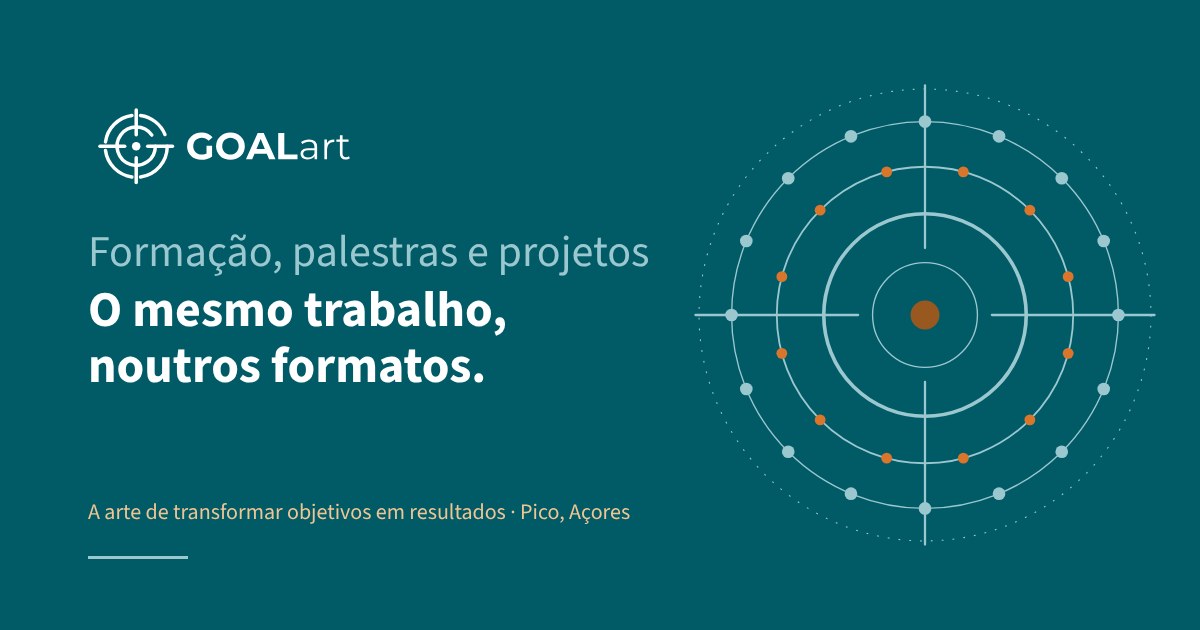 GOALart
Formação, palestras e projetos
O mesmo trabalho,
noutros formatos.
A arte de transformar objetivos em resultados · Pico, Açores